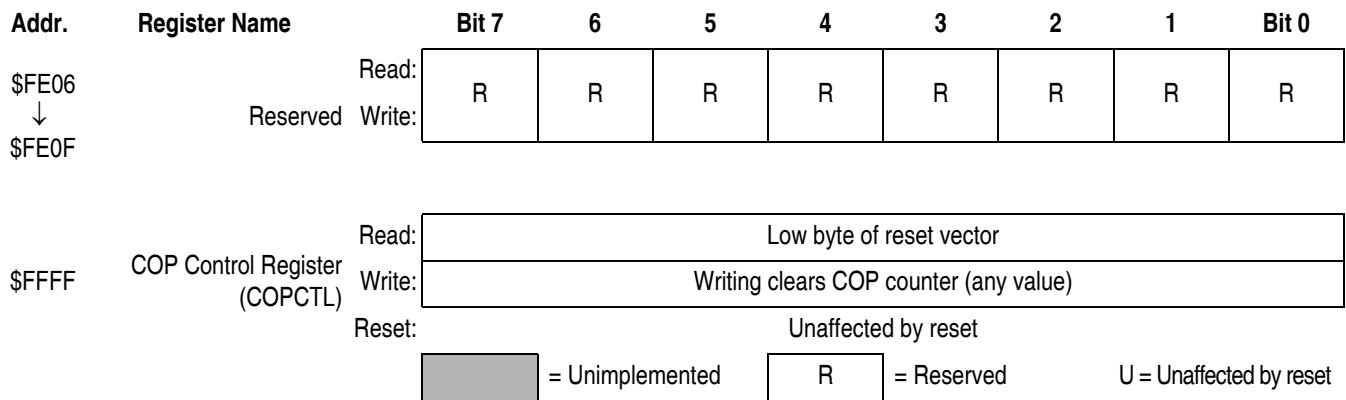 Addr. Register Name Bit 7 6 5 4 3 2 1 Bit 0
$FE06
↓
$FE0F
Reserved
Read:
Write:
R R R R R R R R
$FFFF
COP Control Register
(COPCTL)
Read: Low byte of reset vector
Write: Writing clears COP counter (any value)
Reset: Unaffected by reset
= Unimplemented R = Reserved U = Unaffected by reset